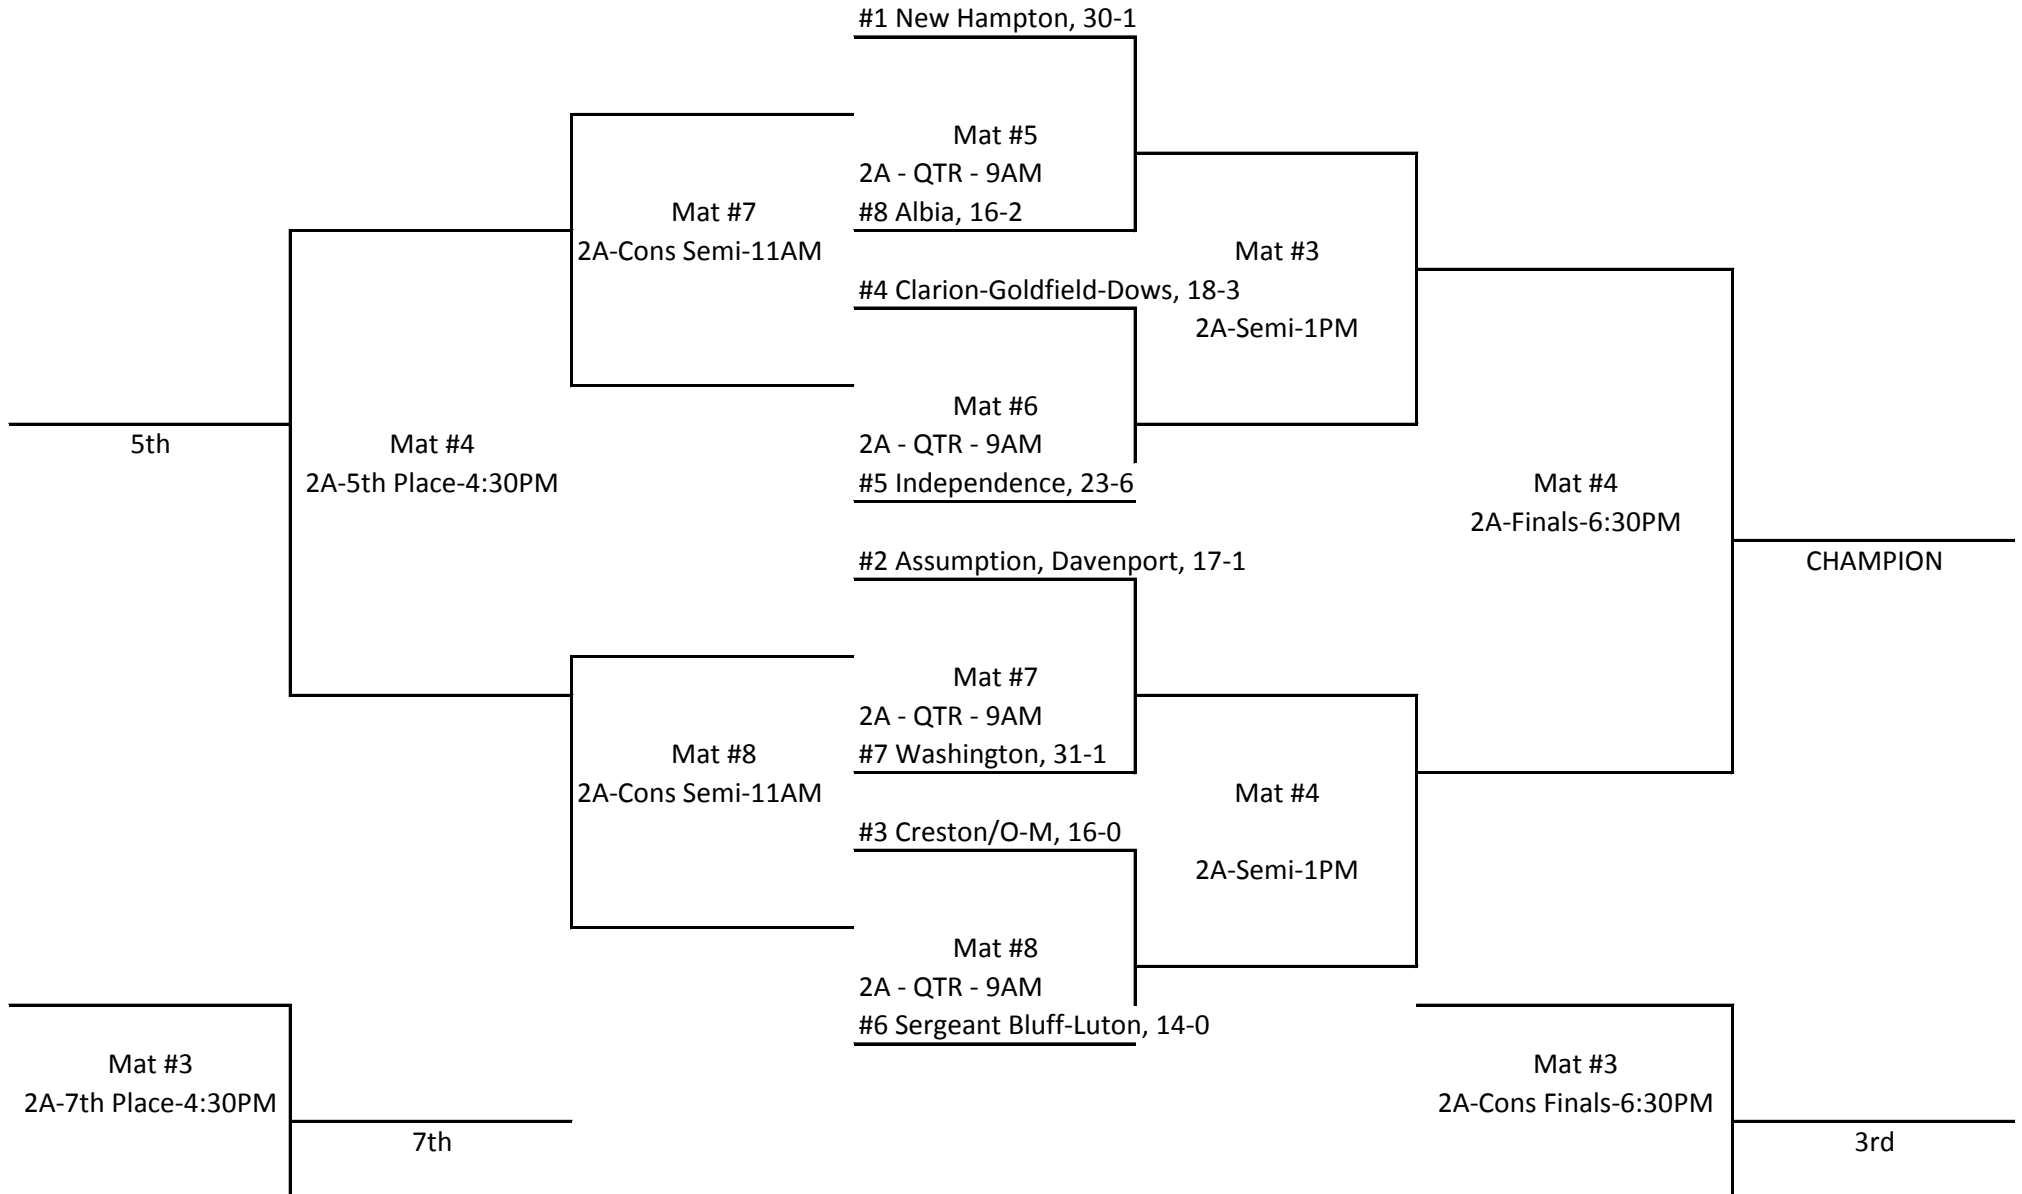 #1 New Hampton, 30-1
Mat #5
2A - QTR - 9AM
#8 Albia, 16-2
Mat #7
2A-Cons Semi-11AM
Mat #3
2A-Semi-1PM
#4 Clarion-Goldfield-Dows, 18-3
Mat #6
2A - QTR - 9AM
#5 Independence, 23-6
5th
Mat #4
2A-5th Place-4:30PM
Mat #4
2A-Finals-6:30PM
CHAMPION
#2 Assumption, Davenport, 17-1
Mat #7
2A - QTR - 9AM
#7 Washington, 31-1
Mat #8
2A-Cons Semi-11AM
Mat #4
2A-Semi-1PM
#3 Creston/O-M, 16-0
Mat #8
2A - QTR - 9AM
#6 Sergeant Bluff-Luton, 14-0
Mat #3
2A-7th Place-4:30PM
7th
Mat #3
2A-Cons Finals-6:30PM
3rd